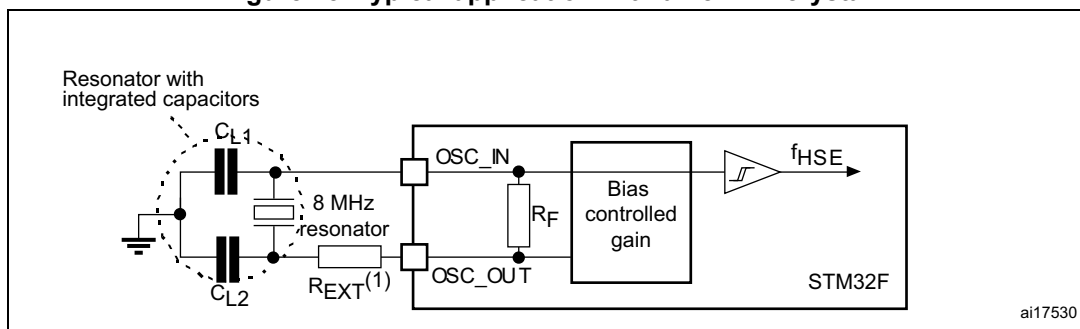 Resonator with
integrated capacitors
CL1
OSC_IN
fHSE
8 MHz
resonator
RF
Bias
controlled
gain
REXT(1)
OSC_OUT
STM32F
CL2
ai17530